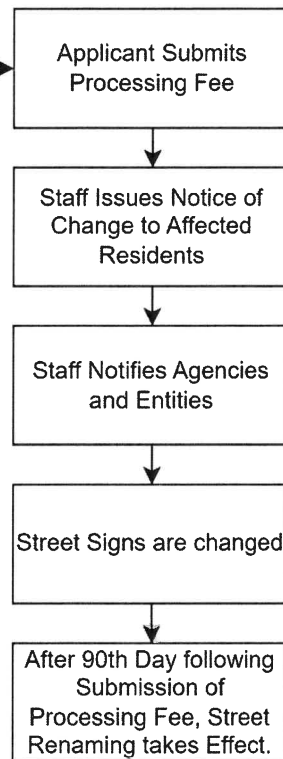 Applicant Submits
Processing Fee
Staff Issues Notice of
Change to Affected
Residents
Staff Notifies Agencies
and Entities
Street Signs are changed
After 90th Day following
Submission of
Processing Fee, Street
Renaming takes Effect.